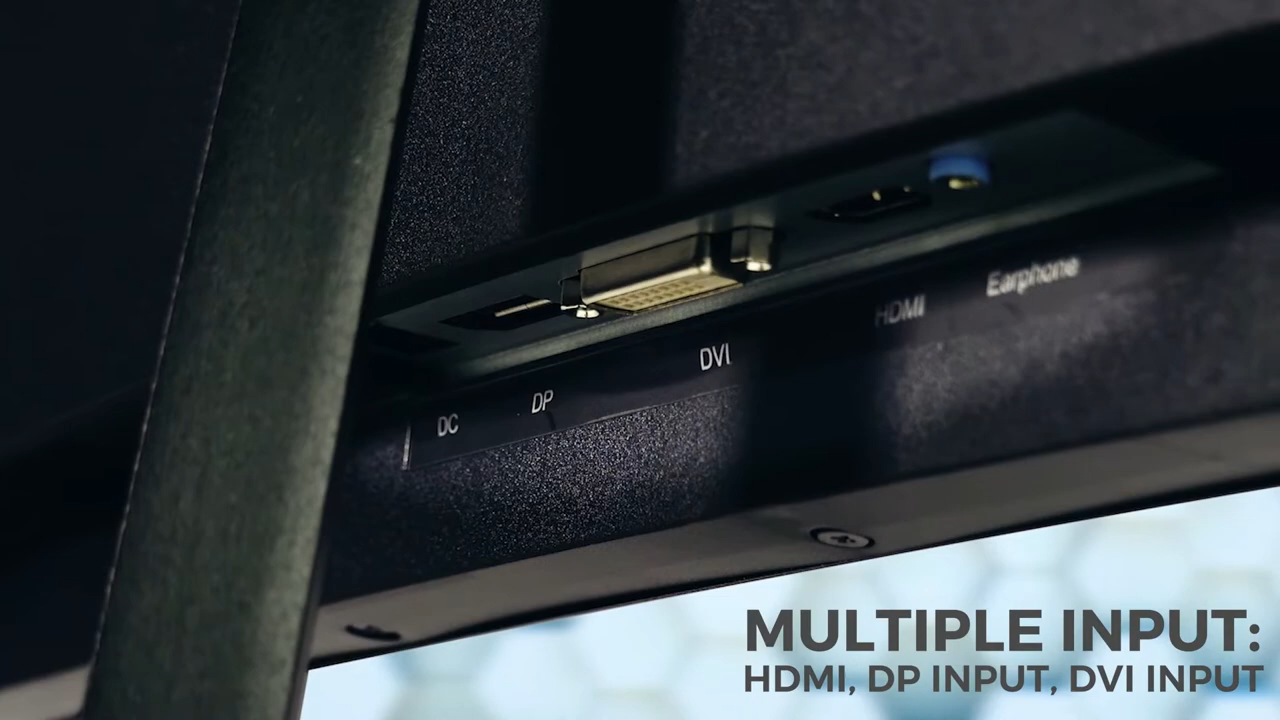 DC
DP
DVI
HDMI
Earphone
MULTIPLE INPUT:
HDMI, DP INPUT, DVI INPUT